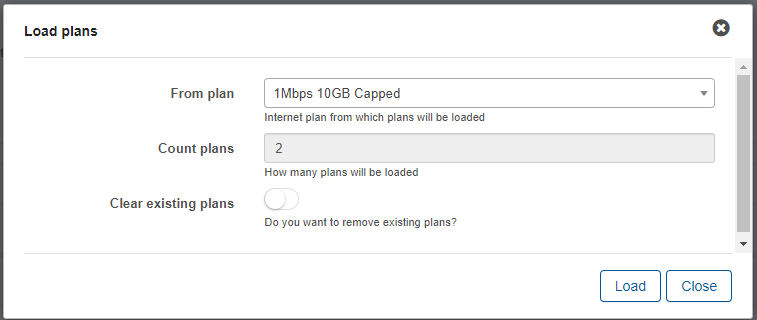 Load plans
From plan
1Mbps 10GB Capped
Internet plan from which plans will be loaded
Count plans
2
How many plans will be loaded
Clear existing plans
Do you want to remove existing plans?
Load
Close